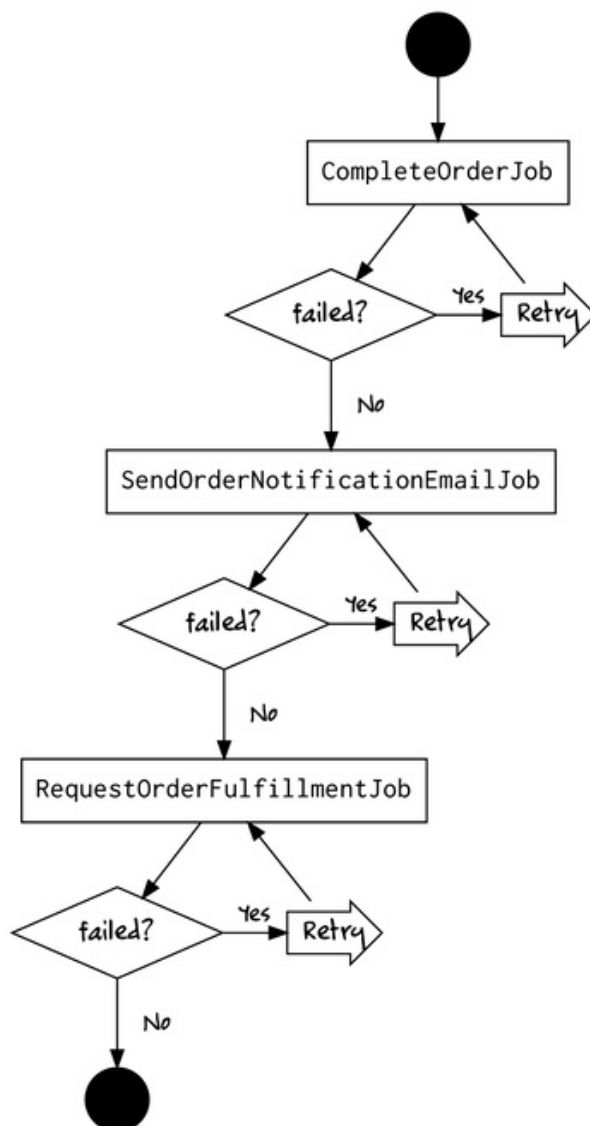 CompleteOrderJob
failed?
Yes
Retry
No
SendOrderNotificationEmailJob
failed?
Yes
Retry
No
RequestOrderFulfillmentJob
failed?
Yes
Retry
No